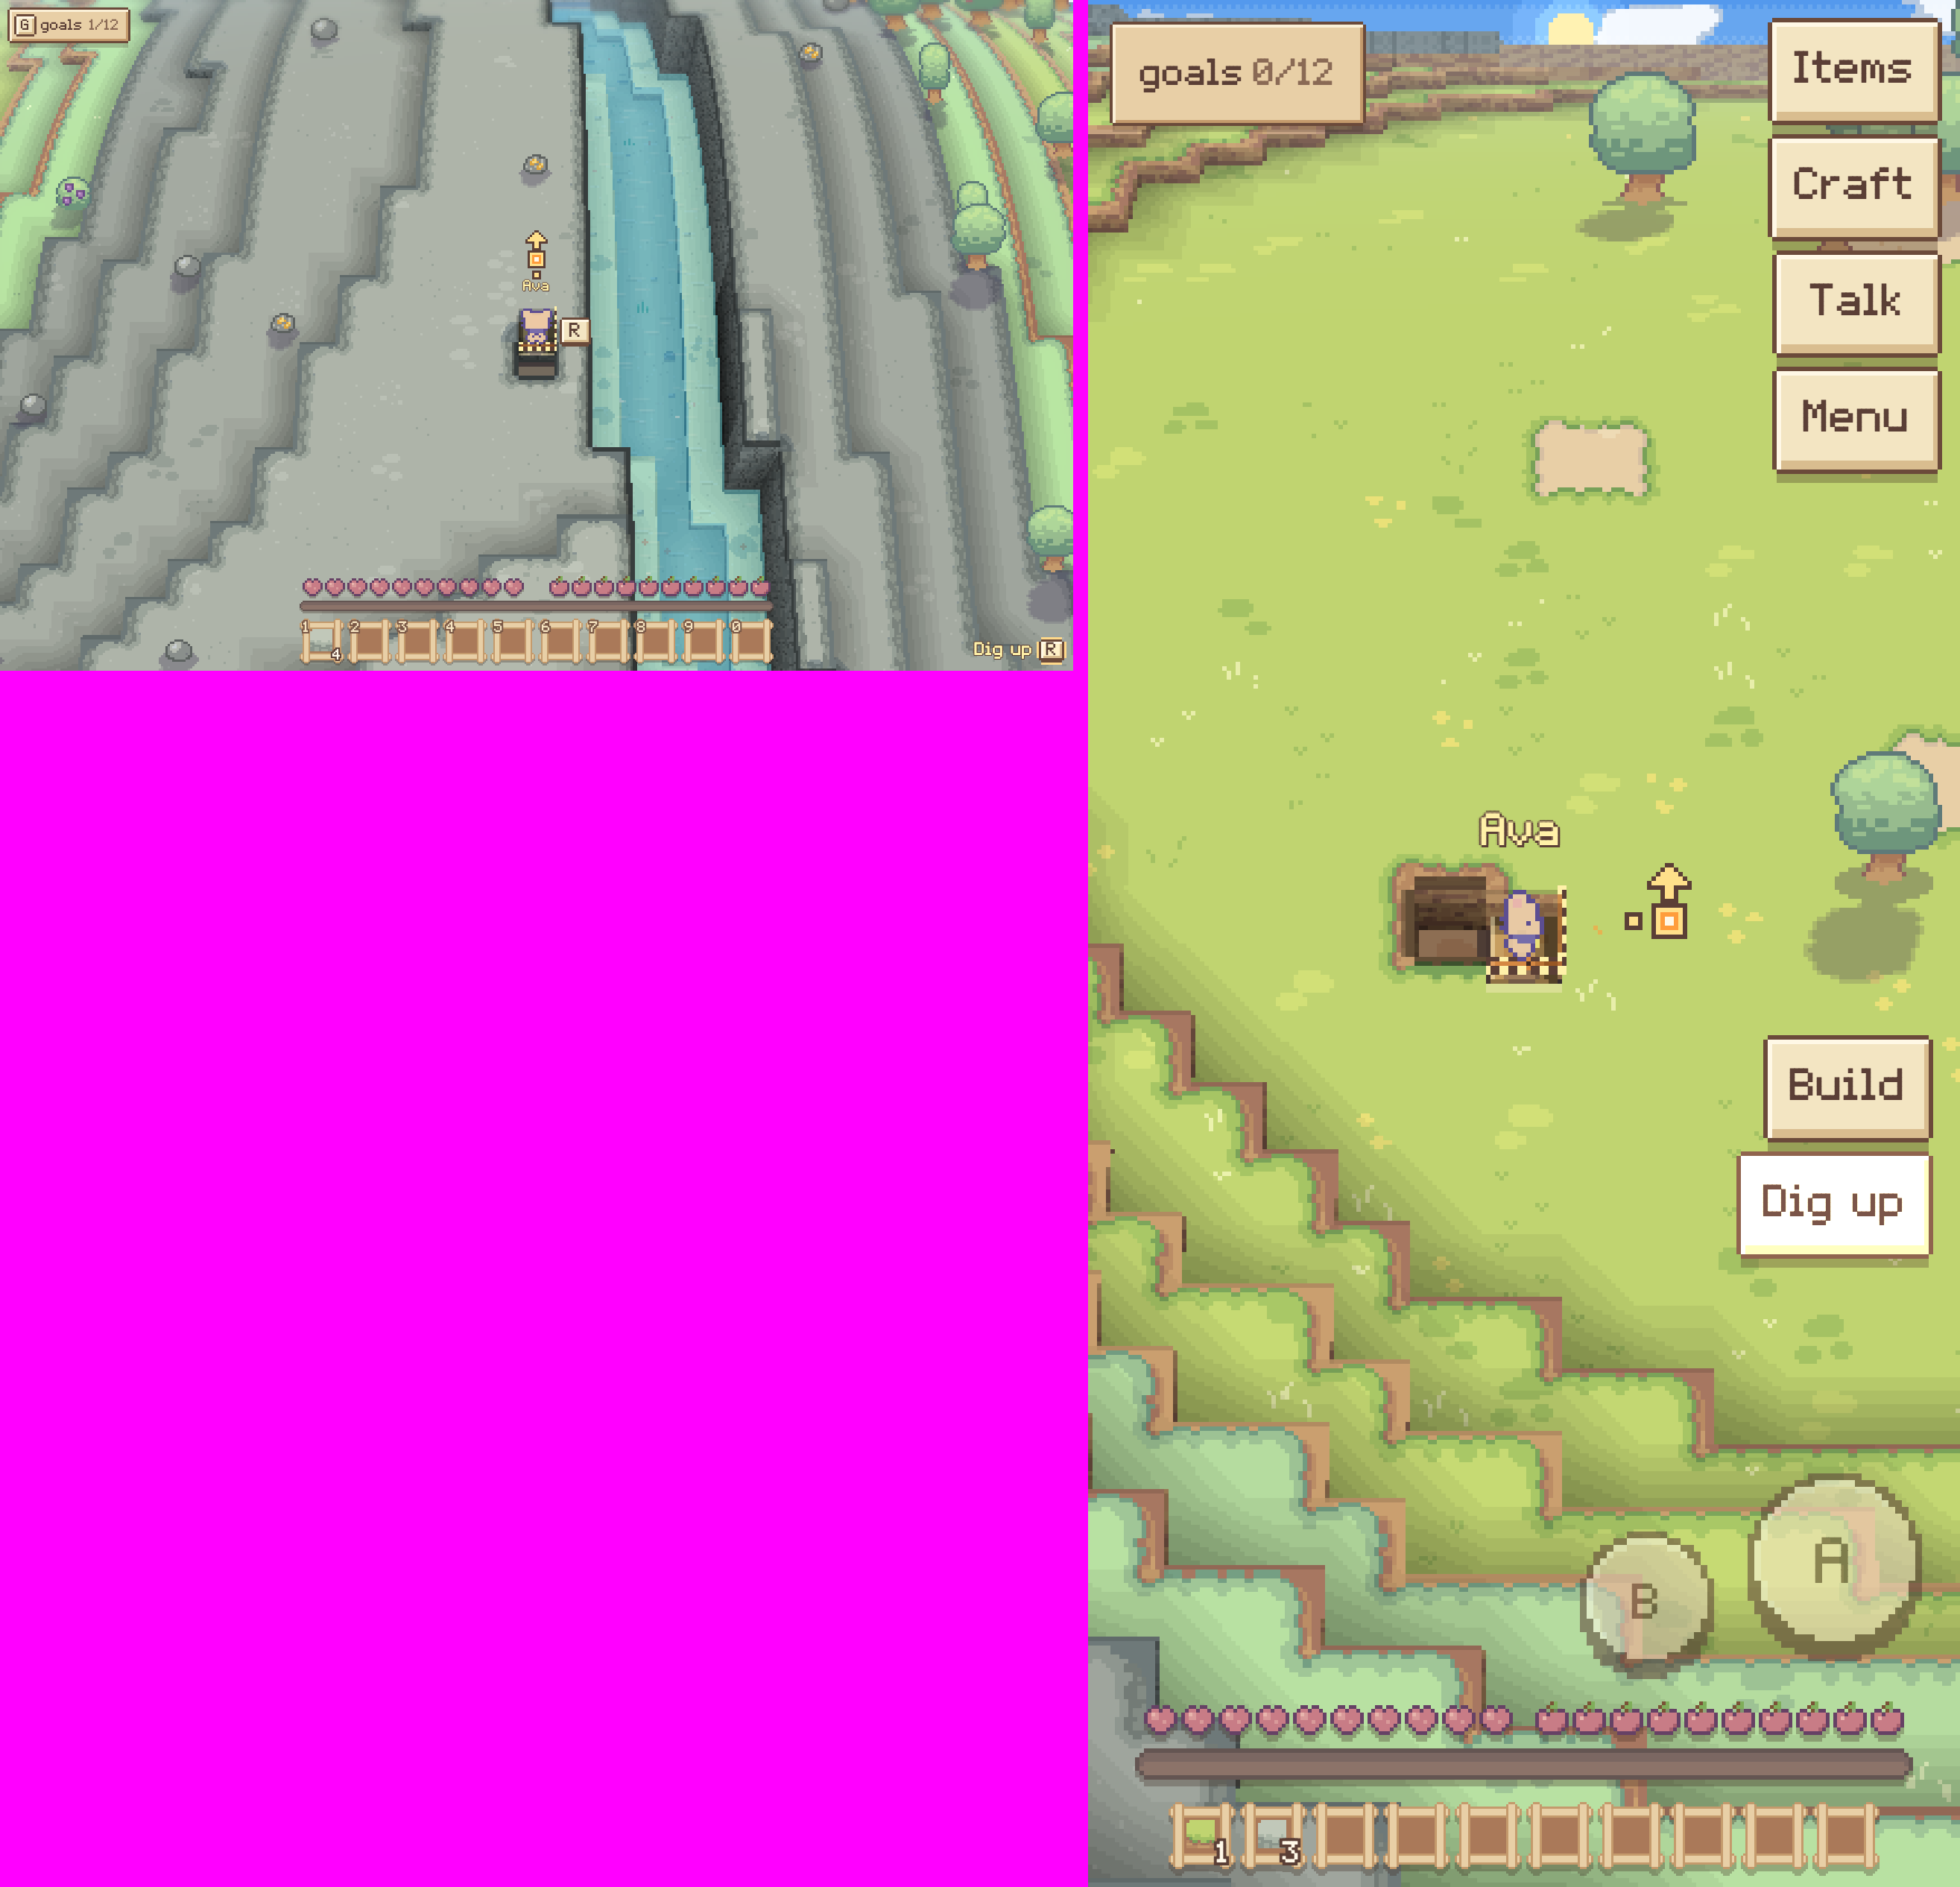 G goals 1/12
Ava
R
1 2 3 4 5 6 7 8 9 0
4
Dig up R
goals 0/12
Items
Craft
Talk
Menu
Ava
Build
Dig up
A
B
1 3